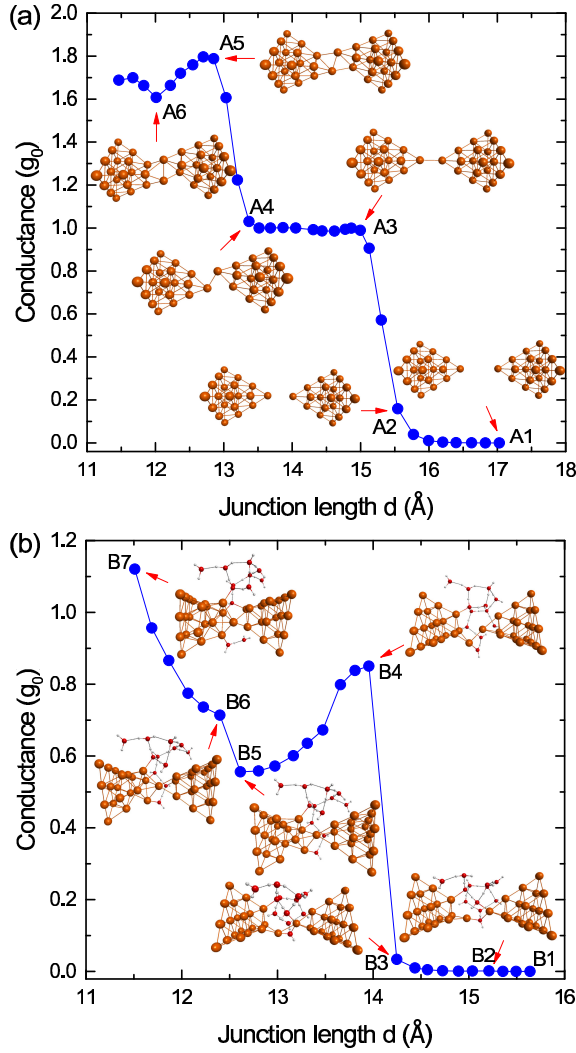 (a)
2.0
1.8
1.6
1.4
1.2
1.0
0.8
0.6
0.4
0.2
0.0
Conductance (g0)
A5
A6
A4
A3
A2
A1
11 12 13 14 15 16 17 18
Junction length d (Å)
(b)
1.2
1.0
0.8
0.6
0.4
0.2
0.0
Conductance (g0)
B7
B4
B6
B5
B3
B2
B1
11 12 13 14 15 16
Junction length d (Å)